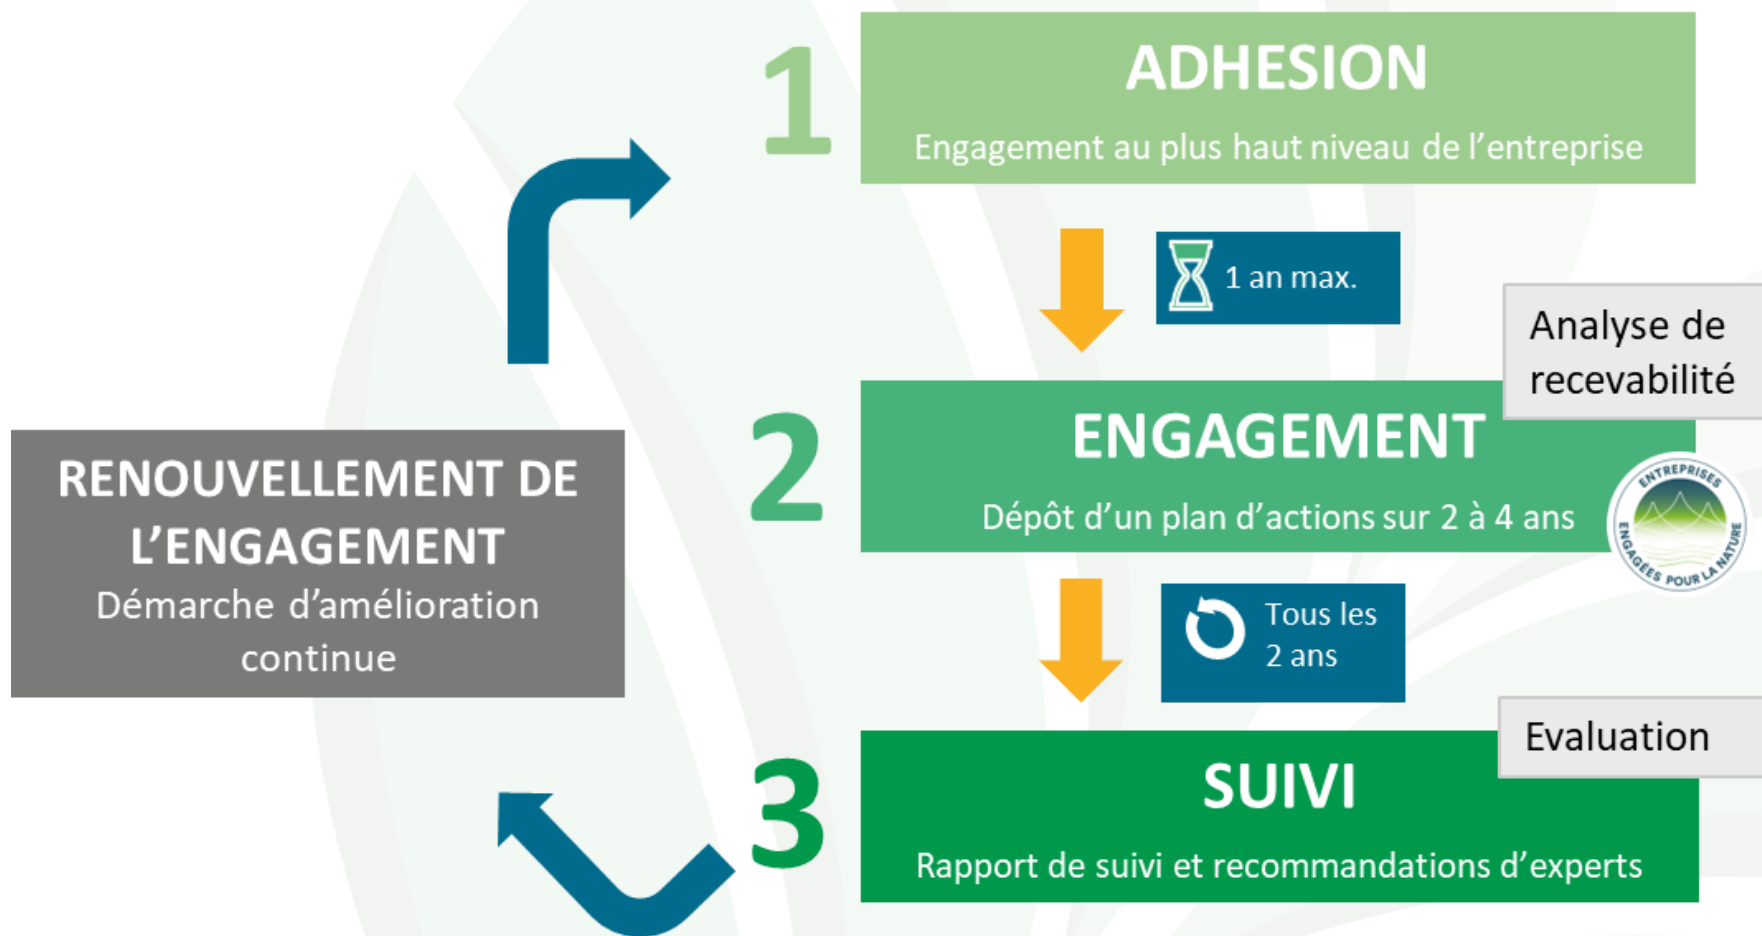 1
ADHESION
Engagement au plus haut niveau de l’entreprise
1 an max.
Analyse de
recevabilité
2
ENGAGEMENT
Dépôt d’un plan d’actions sur 2 à 4 ans
ENTREPRISES
ENGAGÉES POUR LA NATURE
Tous les
2 ans
Evaluation
3
SUIVI
Rapport de suivi et recommandations d’experts
RENOUVELLEMENT DE
L’ENGAGEMENT
Démarche d’amélioration
continue